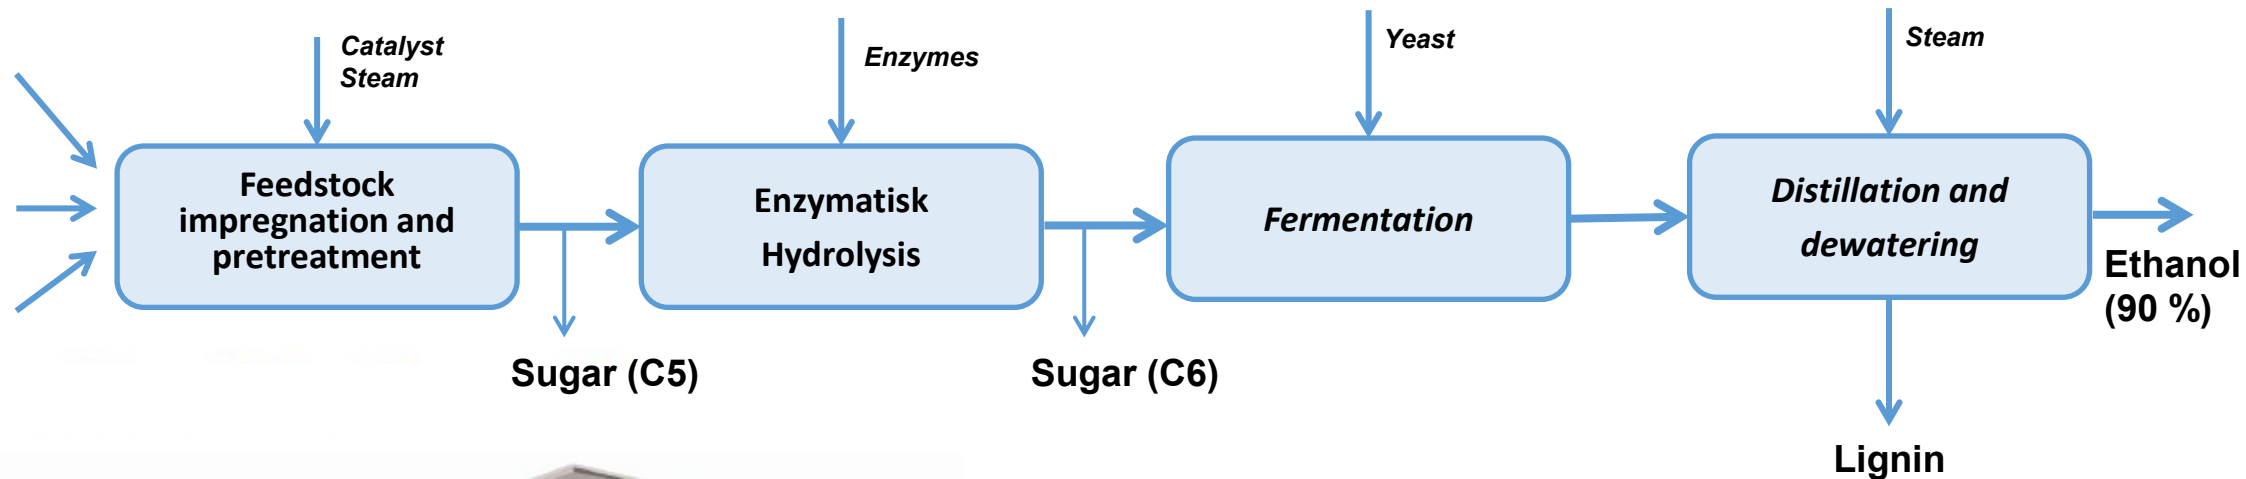 Catalyst
Steam
Enzymes
Yeast
Steam
Feedstock
impregnation and
pretreatment
Enzymatisk
Hydrolysis
Fermentation
Distillation and
dewatering
Ethanol
(90 %)
Sugar (C5)
Sugar (C6)
Lignin